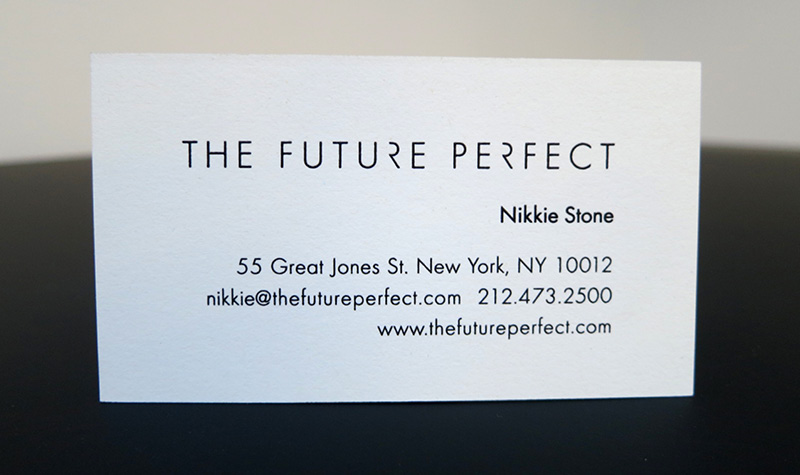 THE FUTURE PERFECT
Nikkie Stone
55 Great Jones St. New York, NY 10012
nikkie@thefutureperfect.com 212.473.2500
www.thefutureperfect.com